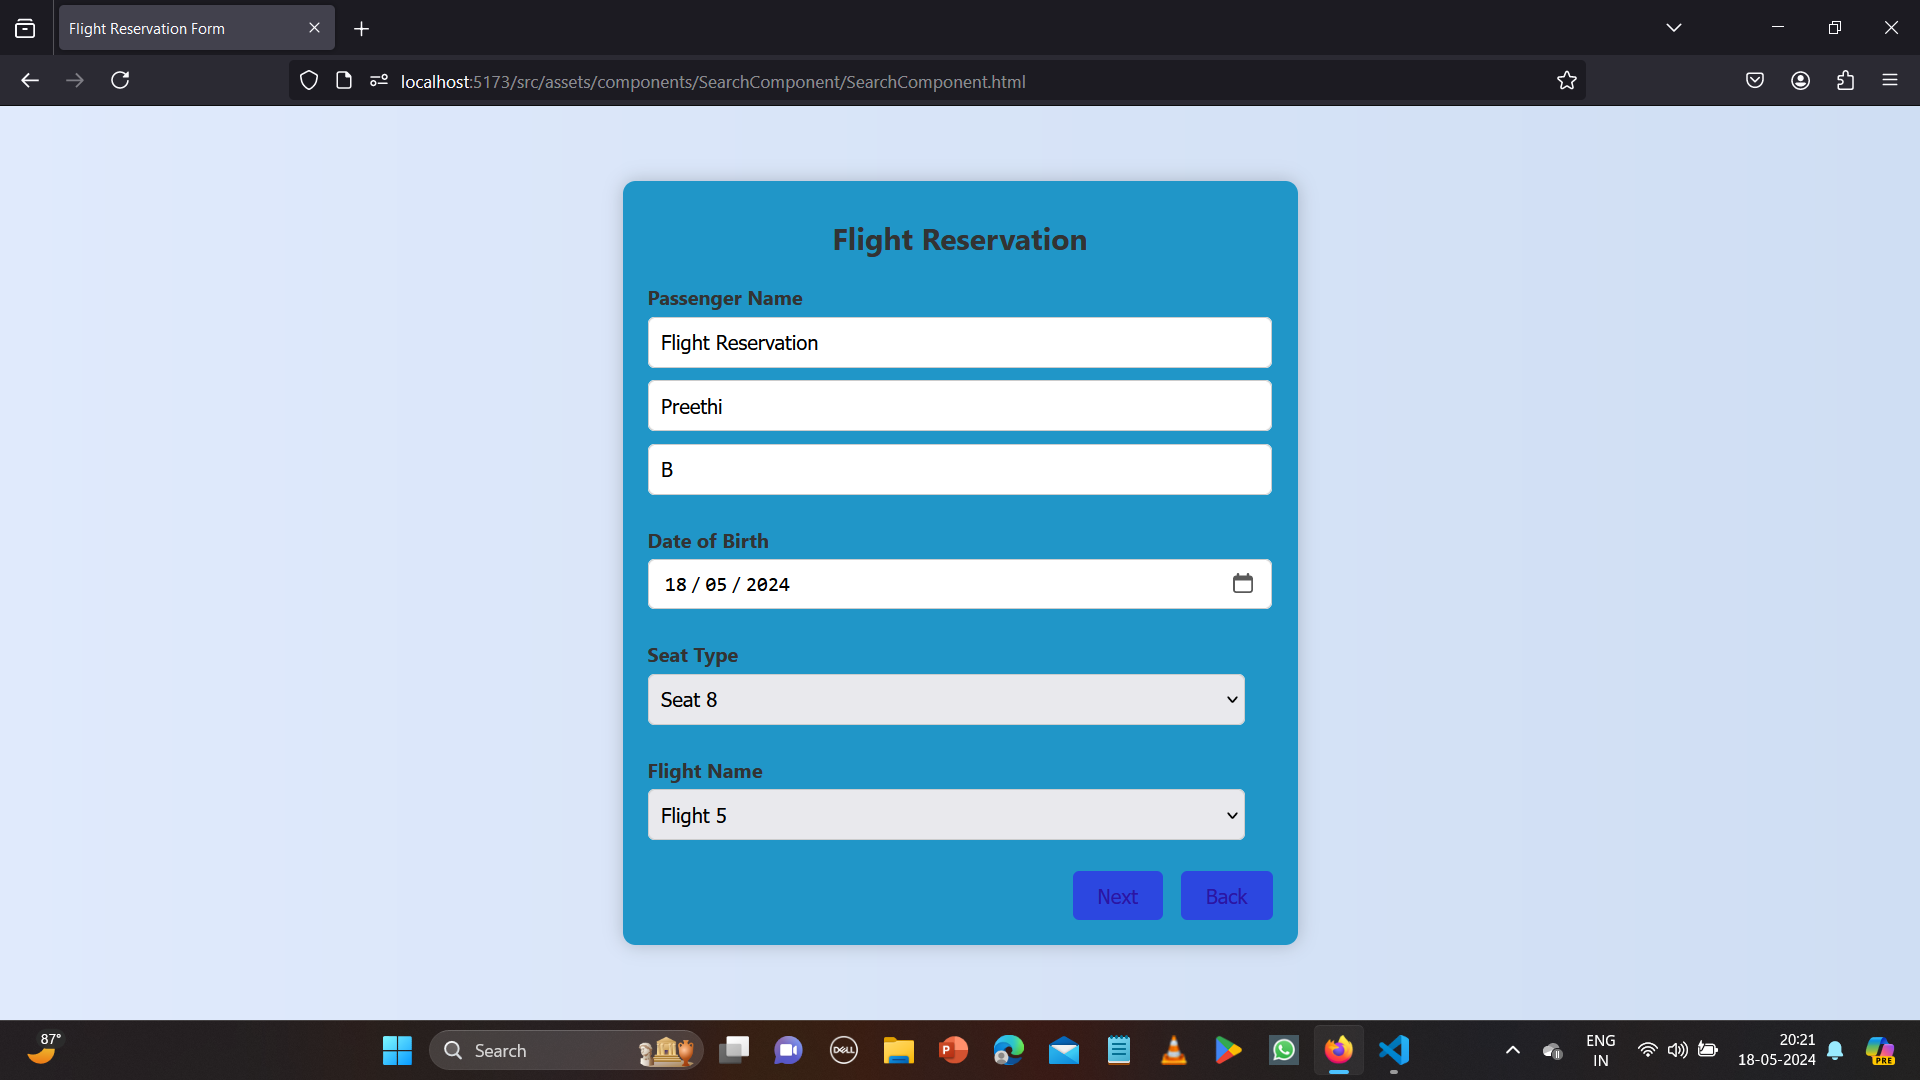 Flight Reservation Form
localhost:5173/src/assets/components/SearchComponent/SearchComponent.html
Flight Reservation
Passenger Name
Flight Reservation
Preethi
B
Date of Birth
18 / 05 / 2024
Seat Type
Seat 8
Flight Name
Flight 5
Next Back
87°
Search
DELL
P
PRE
ENG
IN
20:21
18-05-2024